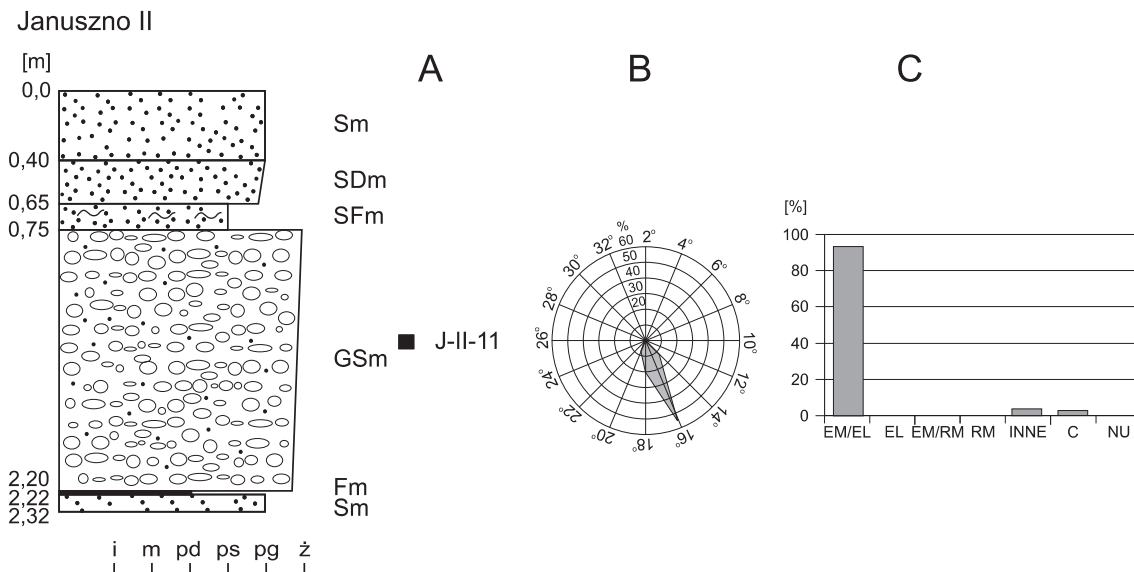 Januszno II
[m]
A
B
C
0,0
Sm
0,40
SDm
0,65
SFm
0,75
GSm
J-II-11
2,20
Fm
2,22
Sm
2,32
i m pd ps pg ż
%
60
50
40
30
20
2°
4°
6°
8°
10°
12°
14°
16°
18°
20°
22°
24°
26°
28°
30°
32°
[%]
100
80
60
40
20
0
EM/EL EL EM/RM RM INNE C NU